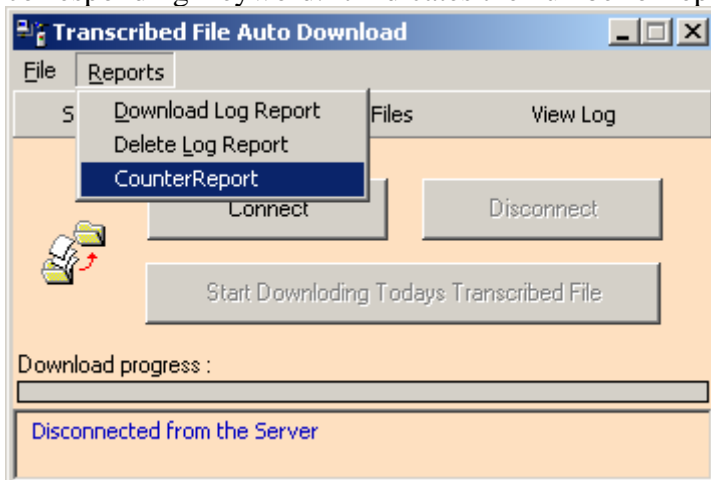 Transcribed File Auto Download
File Reports
S Files View Log
Download Log Report
Delete Log Report
CounterReport
Connect Disconnect
Start Downloding Todays Transcribed File
Download progress :
Disconnected from the Server